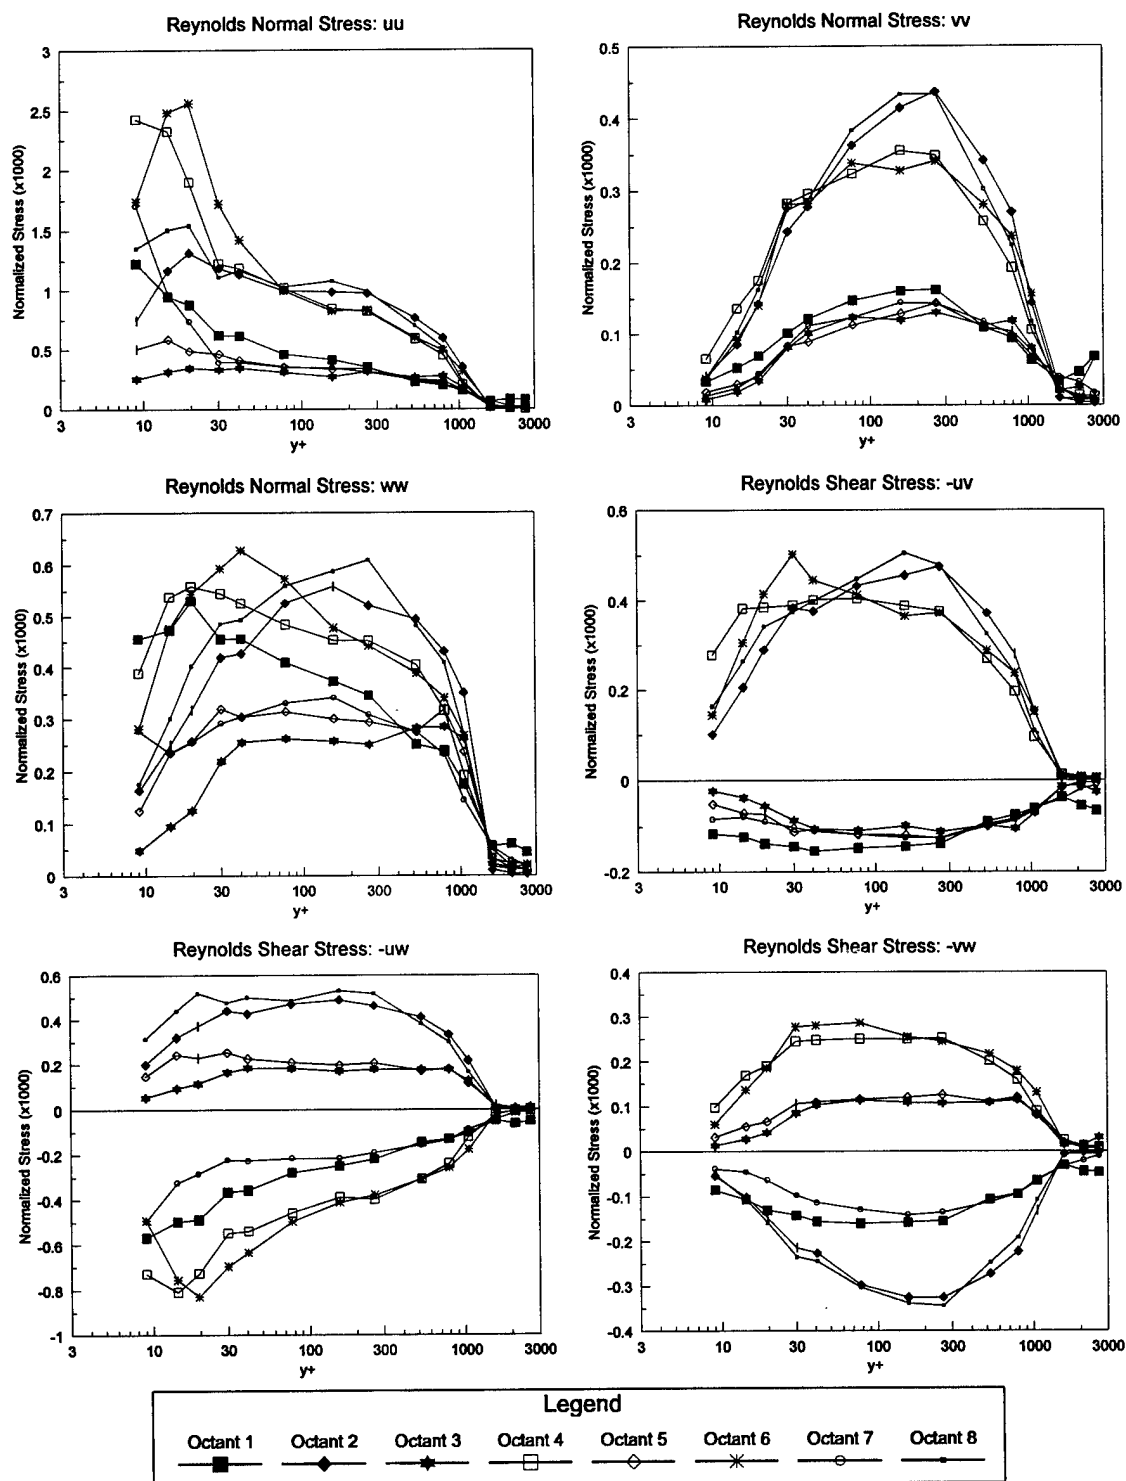 Reynolds Normal Stress: uu
Normalized Stress (x1000)
3
2.5
2
1.5
1
0.5
0
3 10 30 100 300 1000 3000
y+
Reynolds Normal Stress: vv
Normalized Stress (x1000)
0.5
0.4
0.3
0.2
0.1
0
3 10 30 100 300 1000 3000
y+
Reynolds Normal Stress: ww
Normalized Stress (x1000)
0.7
0.6
0.5
0.4
0.3
0.2
0.1
0
3 10 30 100 300 1000 3000
y+
Reynolds Shear Stress: -uv
Normalized Stress (x1000)
0.6
0.4
0.2
0
-0.2
3 10 30 100 300 1000 3000
y+
Reynolds Shear Stress: -uw
Normalized Stress (x1000)
0.6
0.4
0.2
0
-0.2
-0.4
-0.6
-0.8
-1
3 10 30 100 300 1000 3000
y+
Reynolds Shear Stress: -vw
Normalized Stress (x1000)
0.4
0.3
0.2
0.1
0
-0.1
-0.2
-0.3
-0.4
3 10 30 100 300 1000 3000
y+
Legend
Octant 1 Octant 2 Octant 3 Octant 4 Octant 5 Octant 6 Octant 7 Octant 8